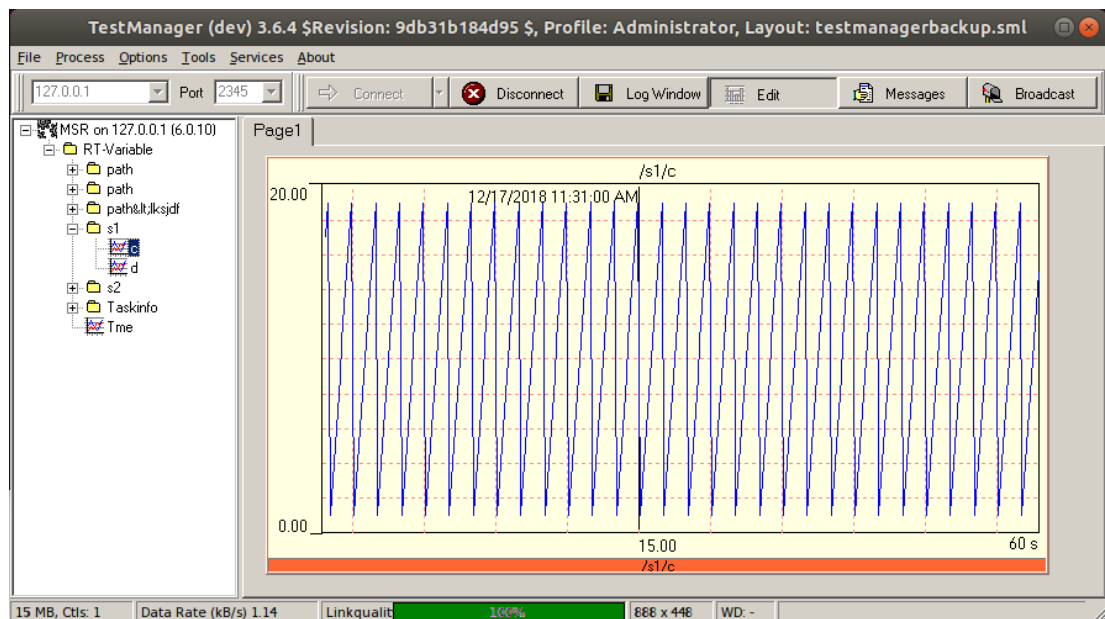 TestManager (dev) 3.6.4 $Revision: 9db31b184d95 $, Profile: Administrator, Layout: testmanagerbackup.sml
File Process Options Tools Services About
127.0.0.1 Port 2345 Connect Disconnect Log Window Edit Messages Broadcast
MSR on 127.0.0.1 (6.0.10)
RT-Variable
path
path
path&lt;lksjdf
s1
c
d
s2
Taskinfo
Tme
Page1
/s1/c
20.00
12/17/2018 11:31:00 AM
0.00
15.00
60 s
/s1/c
15 MB, Ctls: 1 Data Rate (kB/s) 1.14 Linkqualit 100% 888 x 448 WD: -